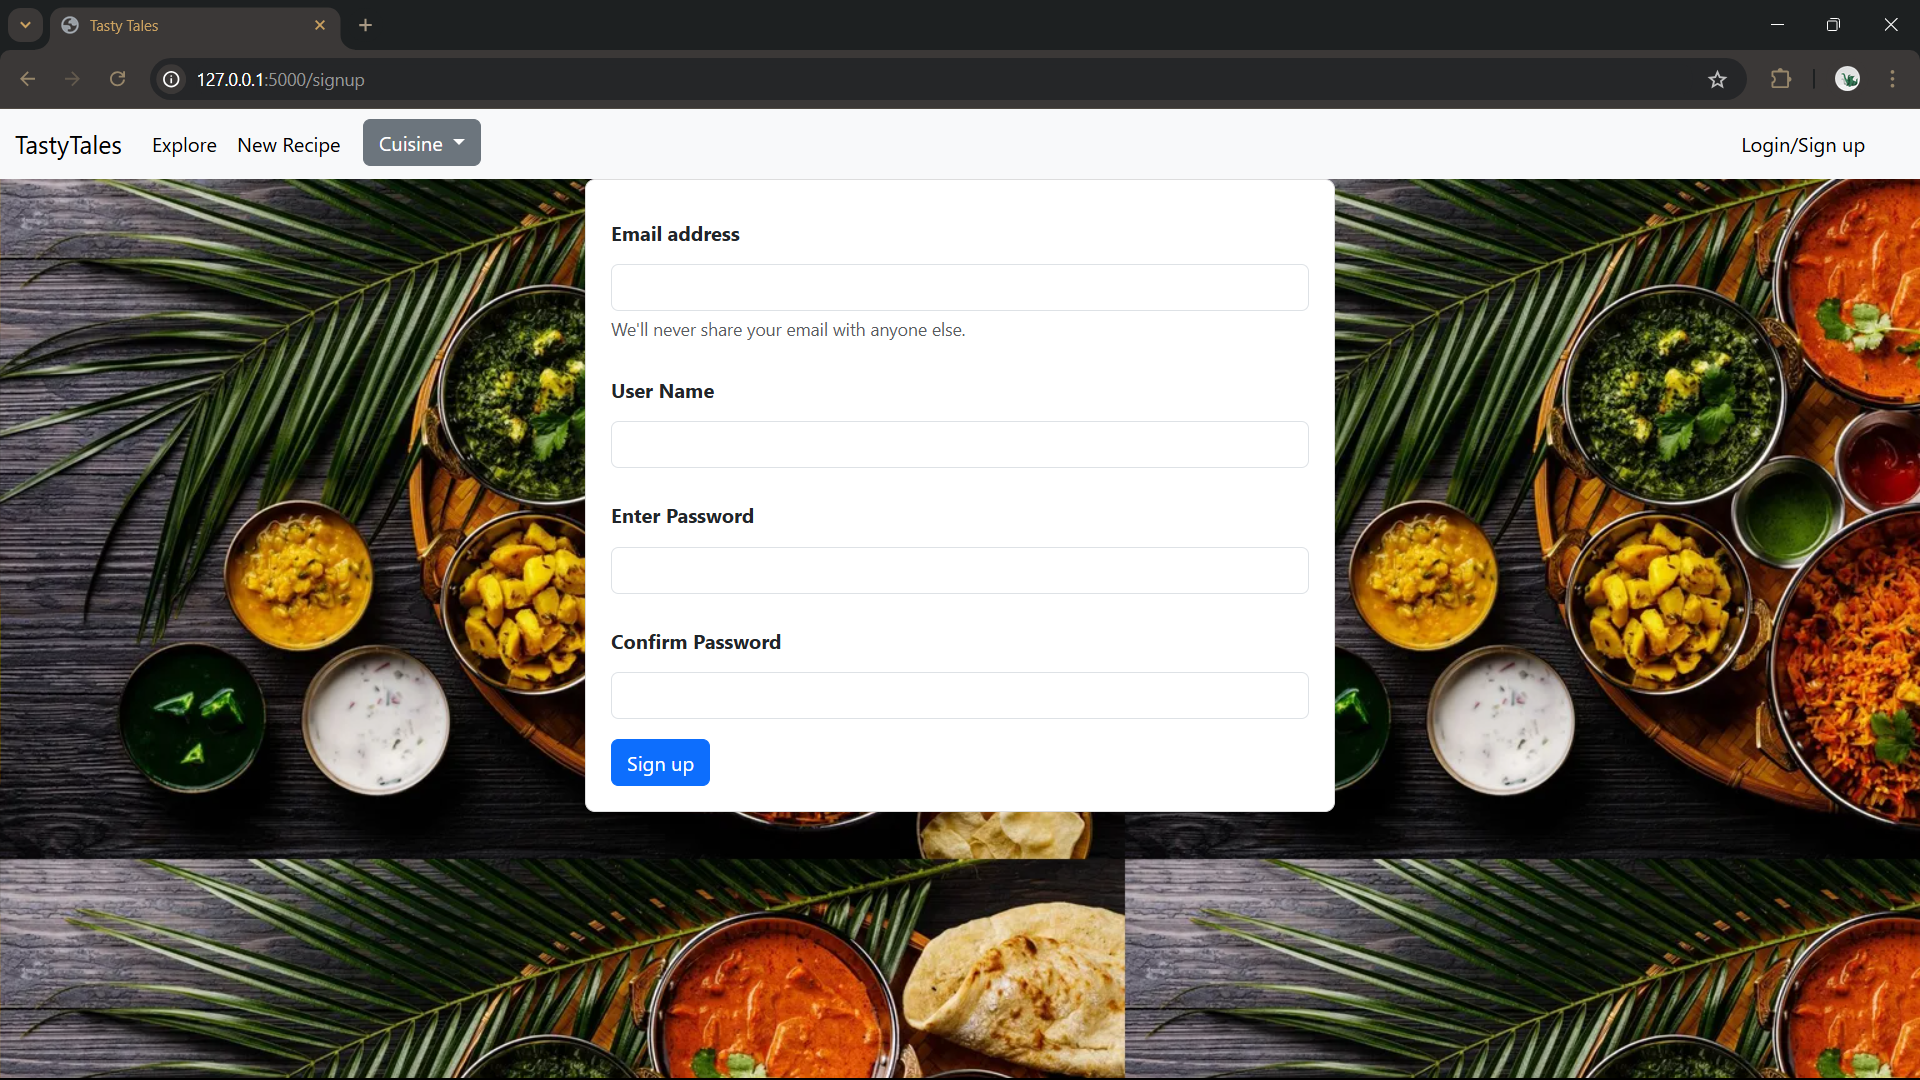 Tasty Tales
127.0.0.1:5000/signup
TastyTales Explore New Recipe Cuisine Login/Sign up
Email address
We'll never share your email with anyone else.
User Name
Enter Password
Confirm Password
Sign up